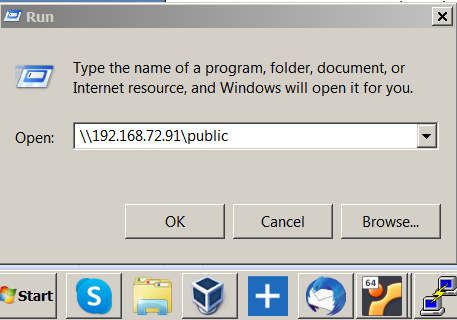 Run
Type the name of a program, folder, document, or
Internet resource, and Windows will open it for you.
Open: \\192.168.72.91\public
OK Cancel Browse...
Start S 64